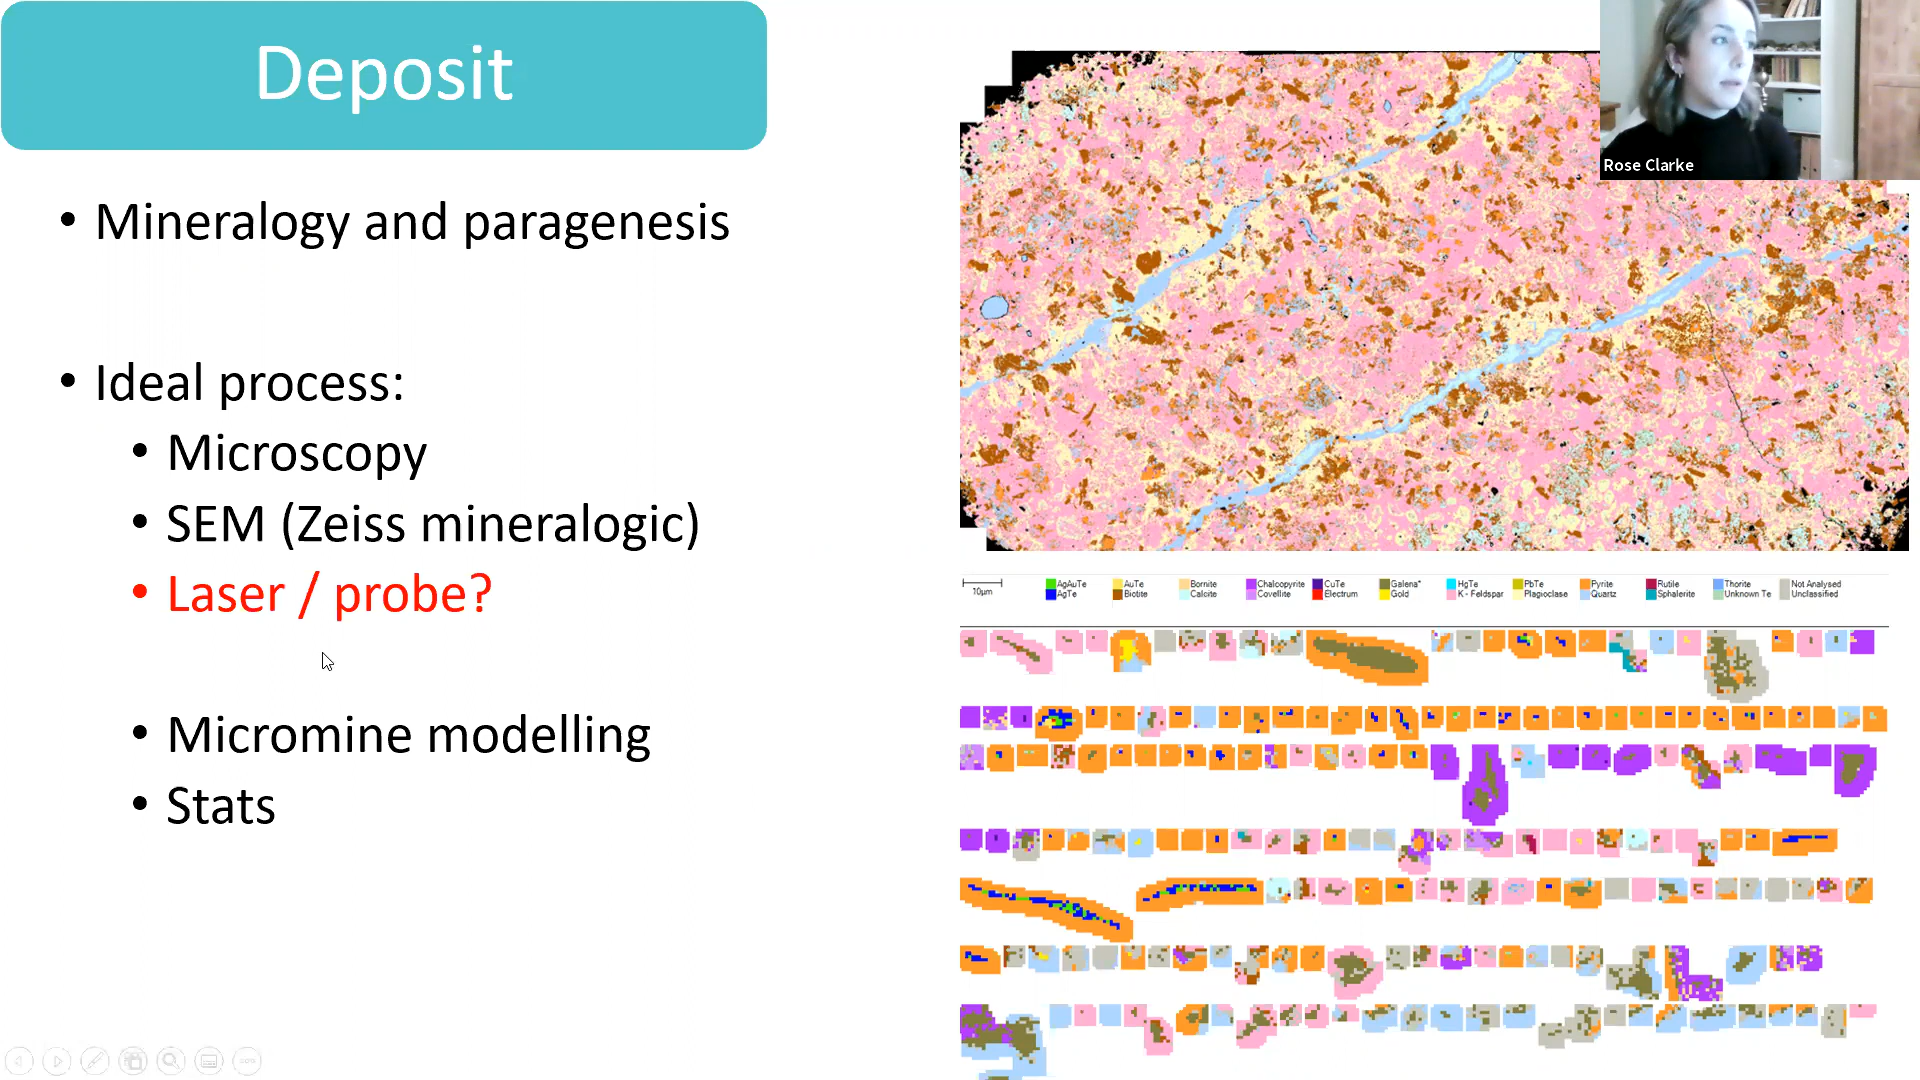 Deposit
Rose Clarke
• Mineralogy and paragenesis
• Ideal process:
• Microscopy
• SEM (Zeiss mineralogic)
• Laser / probe?
• Micromine modelling
• Stats
10μm
AgAuTe AuTe Bornite Chalcopyrite CuTe Galena* HgTe PbTe Pyrite Rutile Thorite Not Analysed
AgTe Biotite Calcite Covellite Electrum Gold K - Feldspar Plagioclase Quartz Sphalerite Unknown Te Unclassified